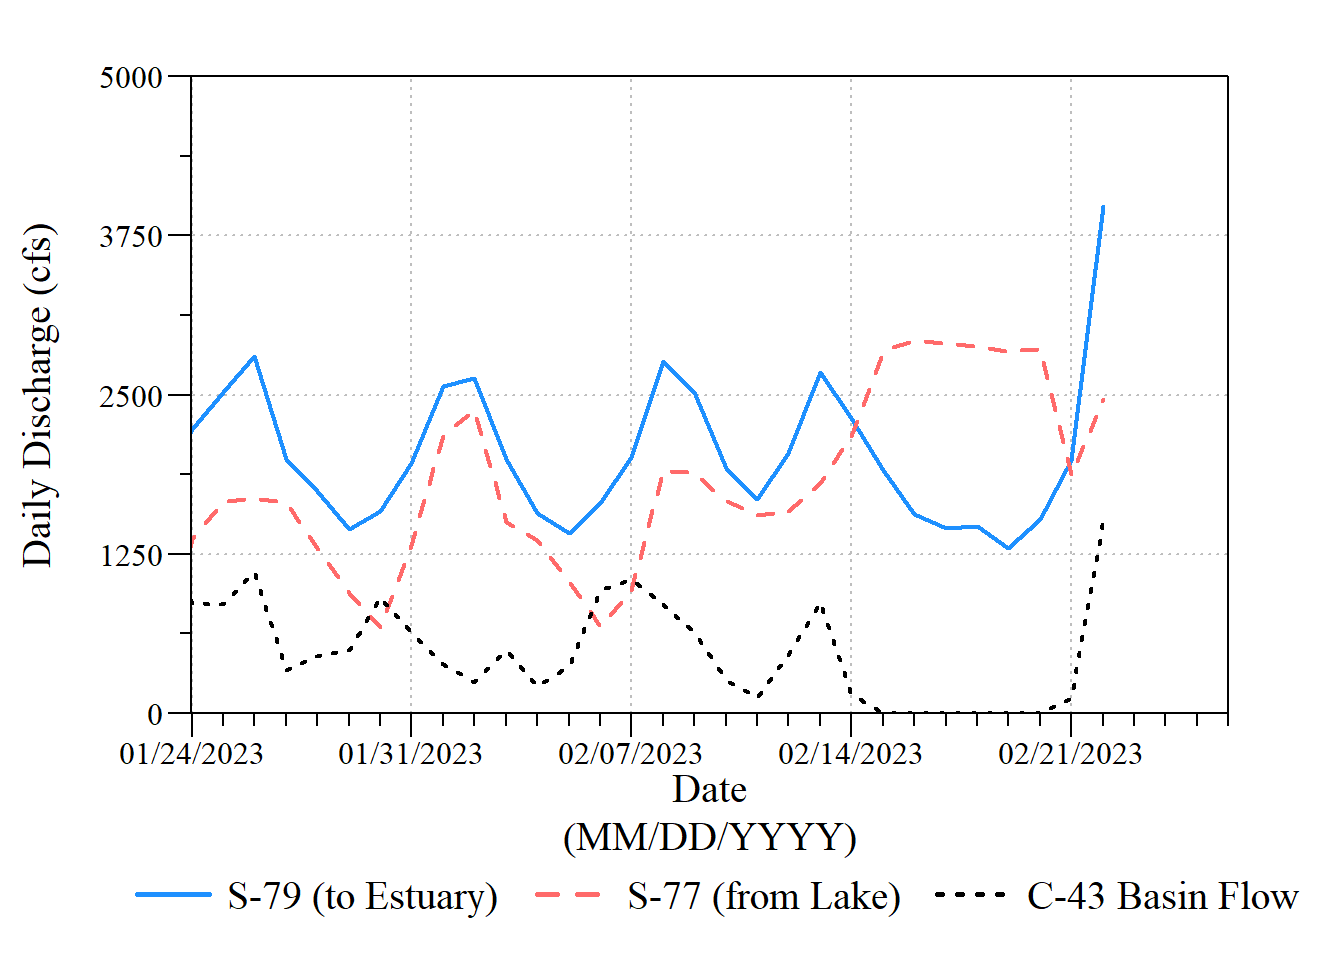 5000
3750
2500
1250
0
Daily Discharge (cfs)
01/24/2023 01/31/2023 02/07/2023 02/14/2023 02/21/2023
Date
(MM/DD/YYYY)
S-79 (to Estuary) S-77 (from Lake) C-43 Basin Flow